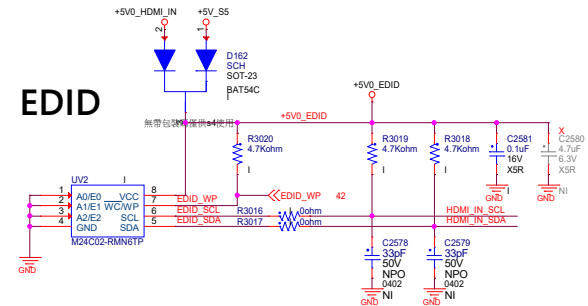 +5V0_HDMI_IN
+5V_S5
2
1
D162
SCH
SOT-23
BAT54C
I
3
EDID
+5V0_EDID
+5V0_EDID
R3020
4.7Kohm
I
R3019
4.7Kohm
I
R3018
4.7Kohm
I
C2581
0.1uF
16V
X5R
I
GND
X
C2580
4.7uF
6.3V
X5R
NI
GND
UV2
I
1 A0/E0 VCC 8
2 A1/E1 WC/WP 7 EDID_WP
3 A2/E2 SCL 6 EDID_SCL
4 GND SDA 5 EDID_SDA
M24C02-RMN6TP
EDID_WP 42
R3016 0ohm HDMI_IN_SCL
R3017 0ohm HDMI_IN_SDA
GND
C2578
33pF
50V
NPO
0402
NI
GND
C2579
33pF
50V
NPO
0402
NI
GND